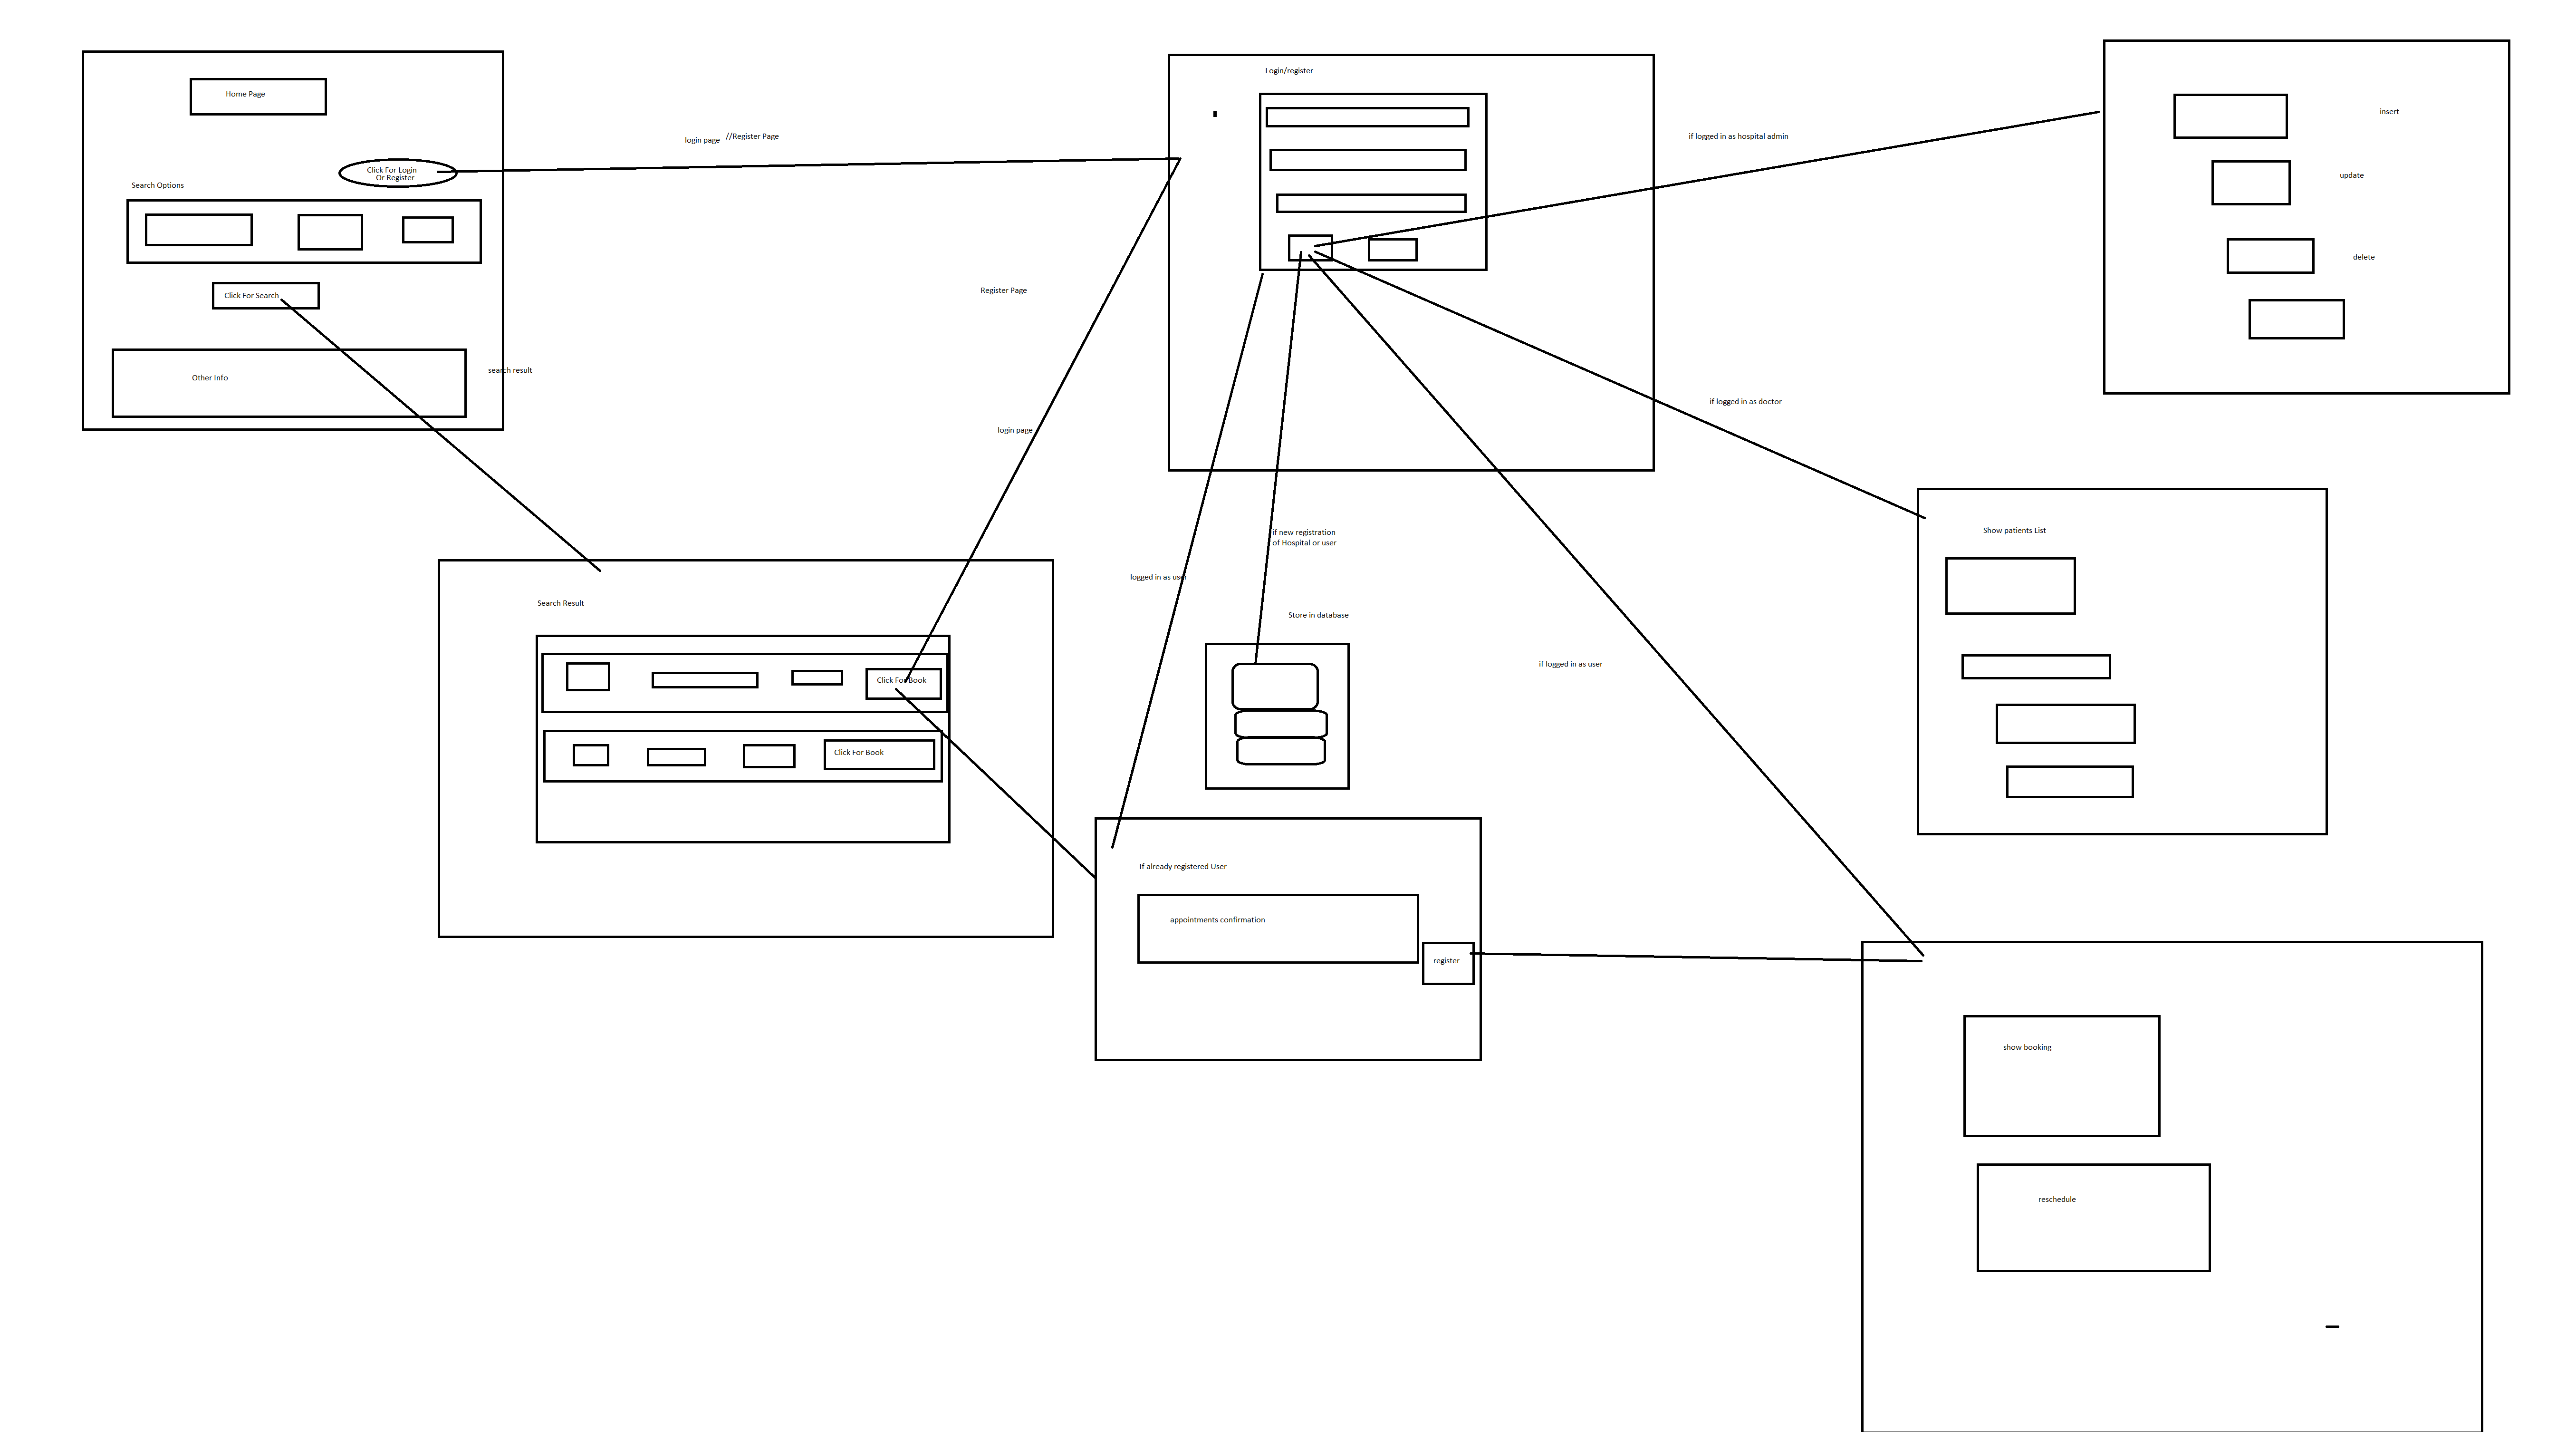 Home Page
Click For Login
Or Register
Search Options
Click For Search
Other Info
search result
login page
//Register Page
Register Page
login page
Login/register
if logged in as hospital admin
insert
update
delete
if logged in as doctor
Show patients List
if new registration
of Hospital or user
logged in as user
Store in database
if logged in as user
Search Result
Click For Book
Click For Book
If already registered User
appointments confirmation
register
show booking
reschedule